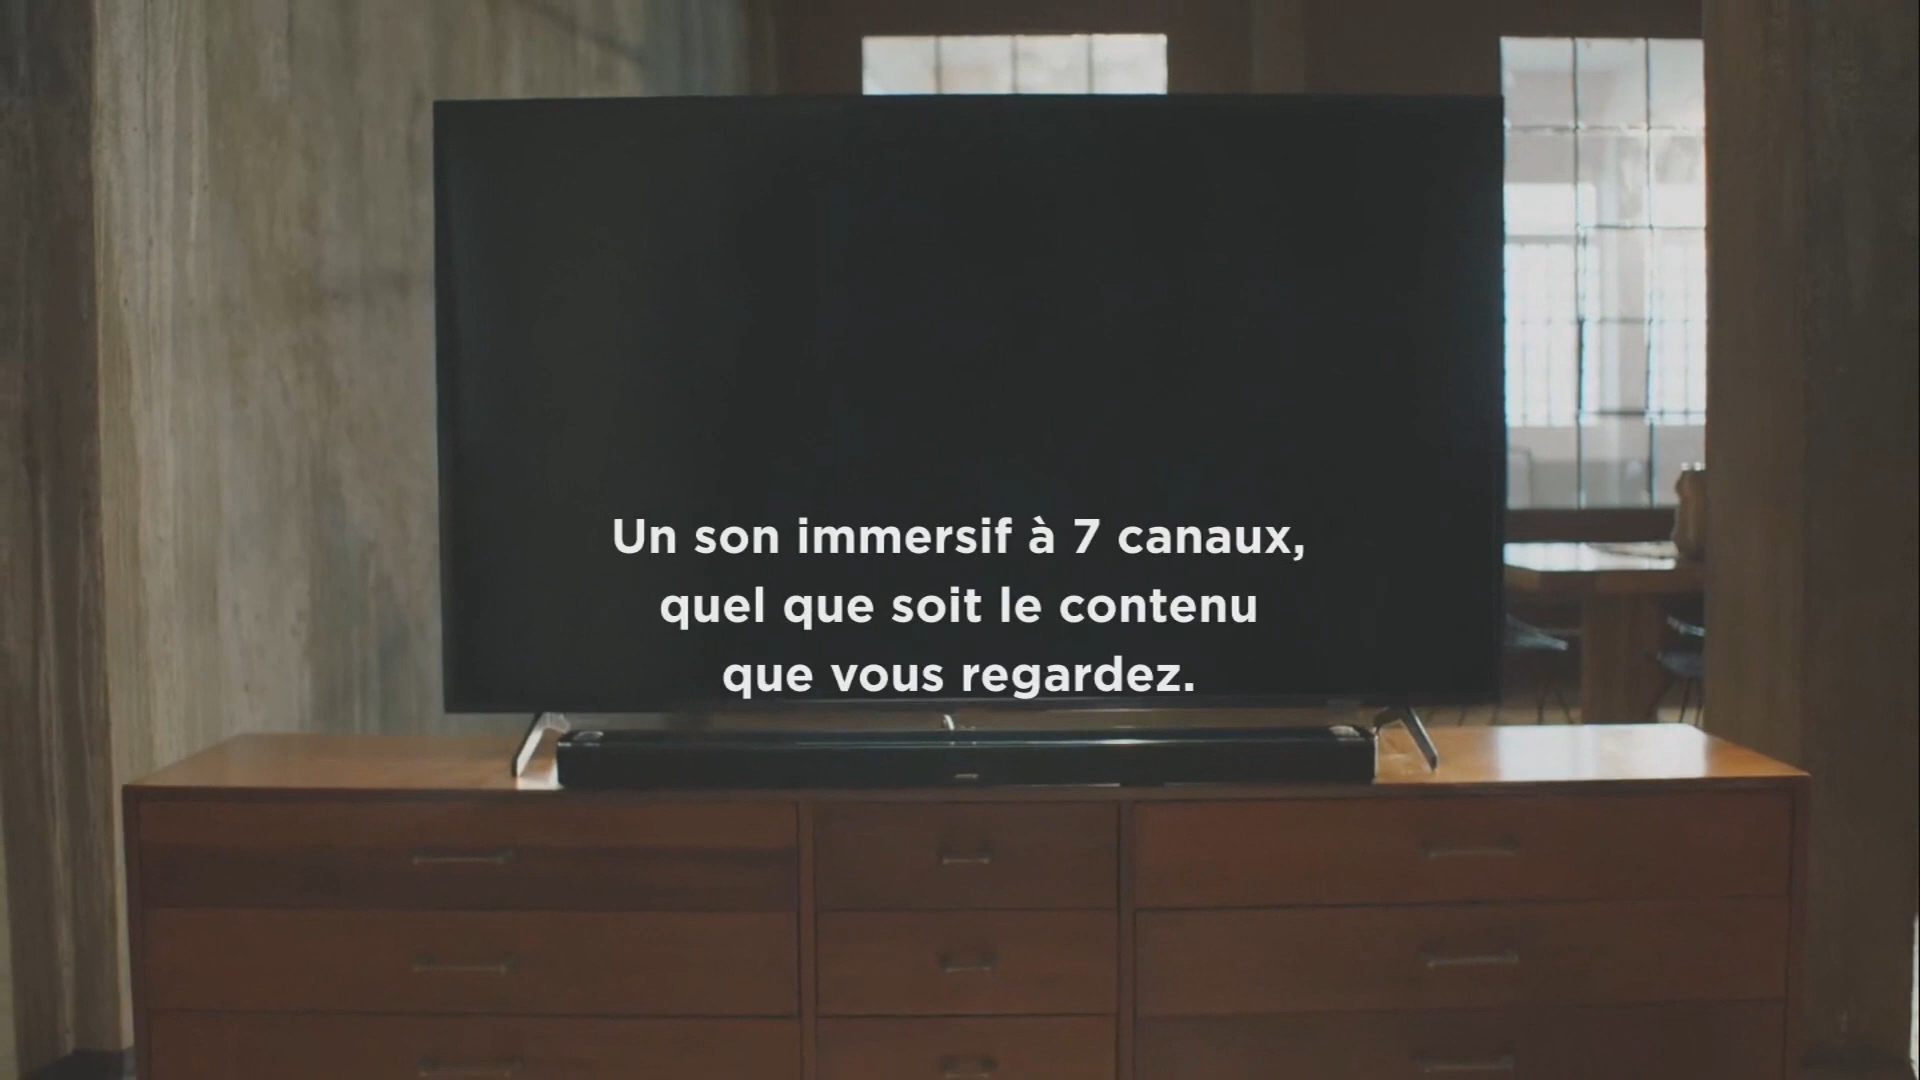 Un son immersif à 7 canaux,
quel que soit le contenu
que vous regardez.